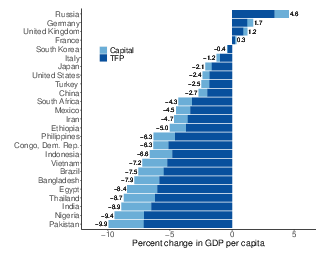 Russia 4.6
Germany 1.7
United Kingdom 1.2
France 0.3
South Korea -0.4
Italy -1.2
Japan -2.1
United States -2.4
Turkey -2.5
China -2.7
South Africa -4.3
Mexico -4.5
Iran -4.7
Ethiopia -5.0
Philippines -6.3
Congo, Dem. Rep. -6.3
Indonesia -6.6
Vietnam -7.2
Brazil -7.5
Bangladesh -7.9
Egypt -8.4
Thailand -8.7
India -8.9
Nigeria -9.4
Pakistan -9.9
Capital
TFP
-10 -5 0 5
Percent change in GDP per capita